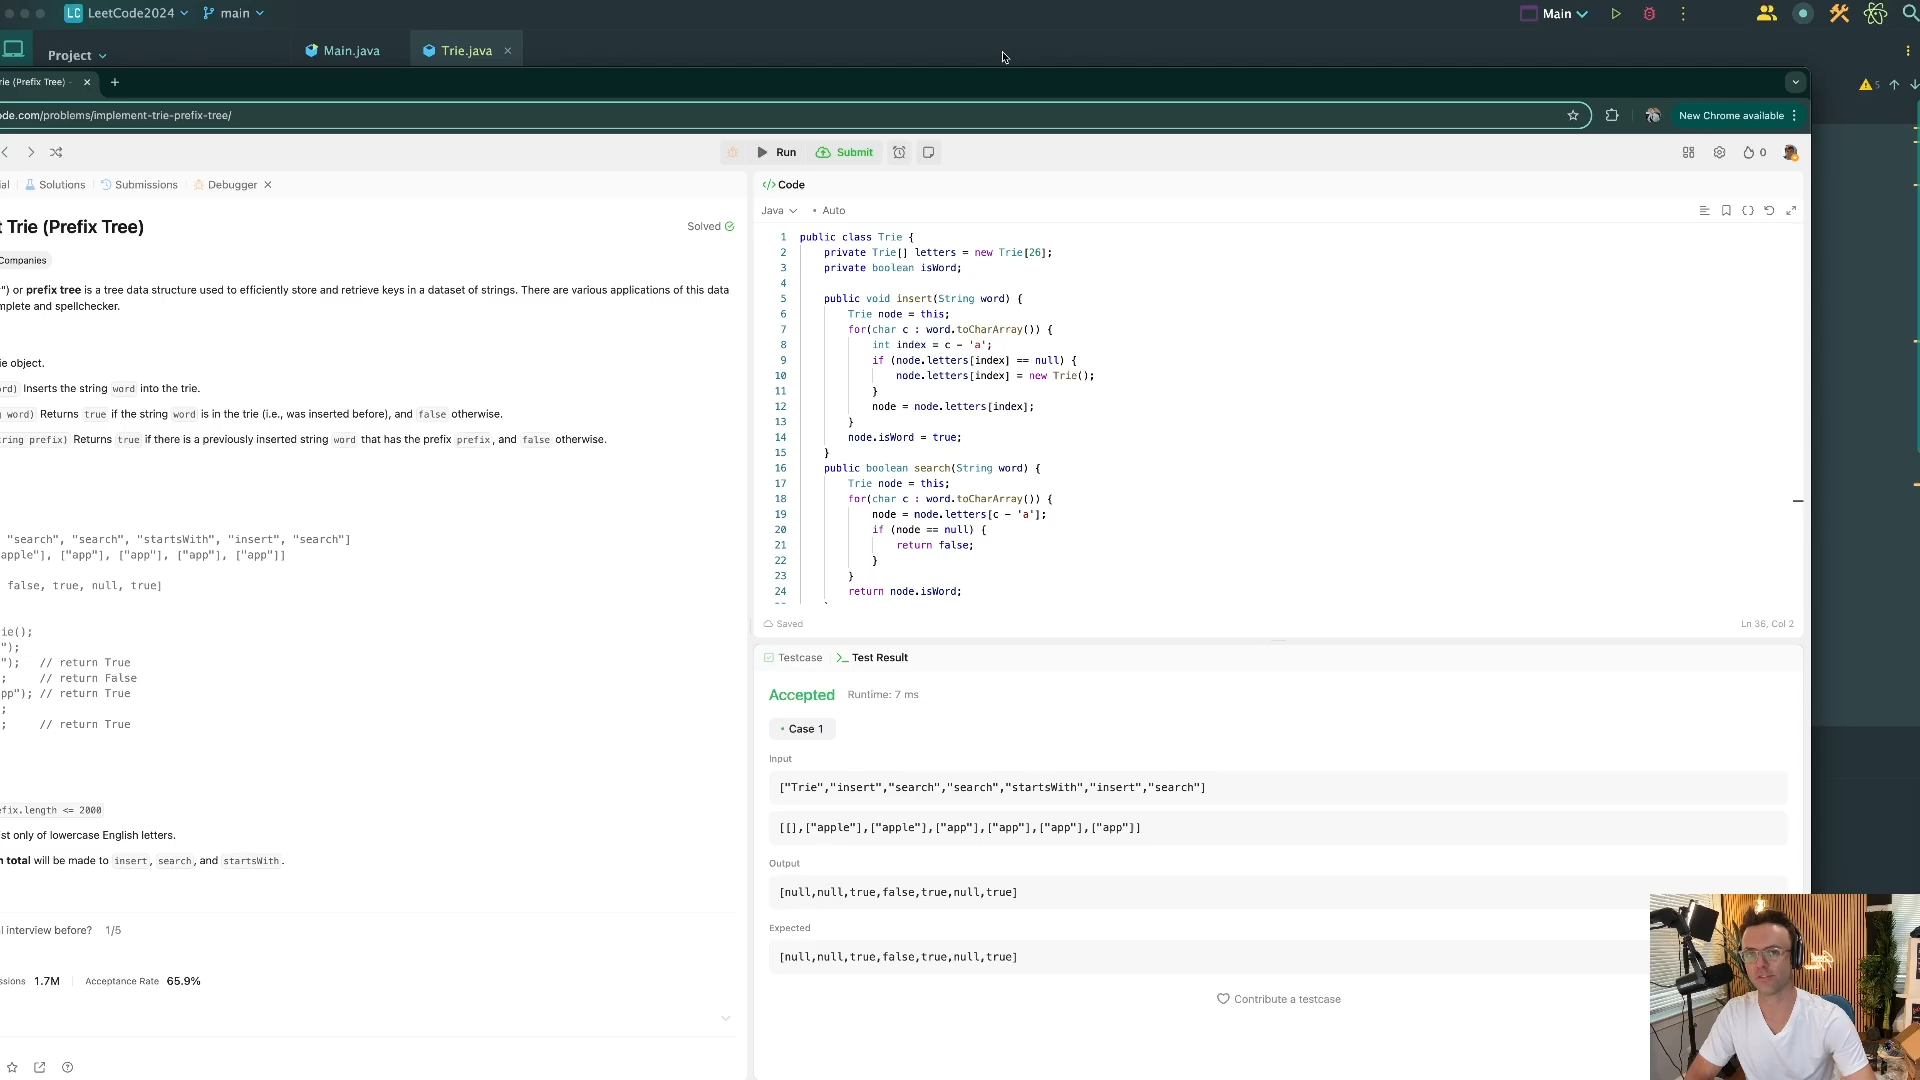 LC LeetCode2024 main Main
Project Main.java Trie.java
rie (Prefix Tree)
5
ode.com/problems/implement-trie-prefix-tree/
New Chrome available
Run Submit 0
ial Solutions Submissions Debugger
t Trie (Prefix Tree)
Solved
Companies
") or prefix tree is a tree data structure used to efficiently store and retrieve keys in a dataset of strings. There are various applications of this data
mplete and spellchecker.
ie object.
ord) Inserts the string word into the trie.
g word) Returns true if the string word is in the trie (i.e., was inserted before), and false otherwise.
tring prefix) Returns true if there is a previously inserted string word that has the prefix prefix, and false otherwise.
"search", "search", "startsWith", "insert", "search"]
apple"], ["app"], ["app"], ["app"], ["app"]]
false, true, null, true]
ie();
");
"); // return True
; // return False
pp"); // return True
;
; // return True
efix.length <= 2000
st only of lowercase English letters.
n total will be made to insert, search, and startsWith.
l interview before? 1/5
ssions 1.7M Acceptance Rate 65.9%
</> Code
Java Auto
1 public class Trie {
2 private Trie[] letters = new Trie[26];
3 private boolean isWord;
4
5 public void insert(String word) {
6 Trie node = this;
7 for(char c : word.toCharArray()) {
8 int index = c - 'a';
9 if (node.letters[index] == null) {
10 node.letters[index] = new Trie();
11 }
12 node = node.letters[index];
13 }
14 node.isWord = true;
15 }
16 public boolean search(String word) {
17 Trie node = this;
18 for(char c : word.toCharArray()) {
19 node = node.letters[c - 'a'];
20 if (node == null) {
21 return false;
22 }
23 }
24 return node.isWord;
Saved
Ln 36, Col 2
Testcase Test Result
Accepted Runtime: 7 ms
Case 1
Input
["Trie","insert","search","search","startsWith","insert","search"]
[[],["apple"],["apple"],["app"],["app"],["app"],["app"]]
Output
[null,null,true,false,true,null,true]
Expected
[null,null,true,false,true,null,true]
Contribute a testcase